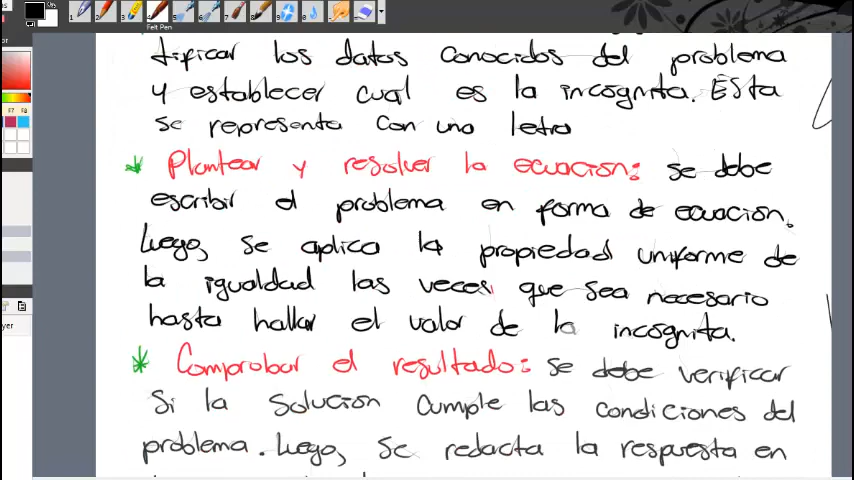 Felt Pen
tificar los datos conocidos del problema
y establecer cual es la incognita. Esta
se representa con una letra
* Plantear y resolver la ecuacion: se debe
escribir el problema en forma de ecuación.
Luego, se aplica la propiedad uniforme de
la igualdad las veces que sea necesario
hasta hallar el valor de la incognita.
* Comprobar el resultado: se debe verificar
Si la solucion cumple las condiciones del
problema. Luego, se redacta la respuesta en